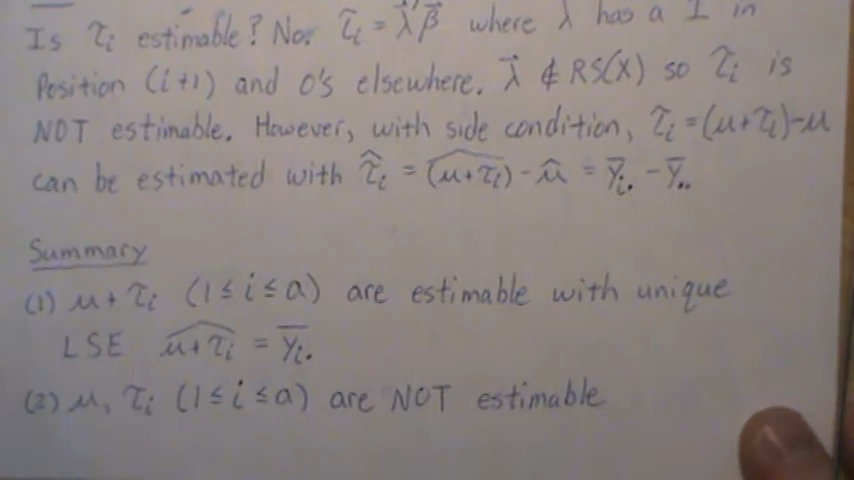 Is τᵢ estimable? No. τᵢ = λ⃗'β⃗ where λ has a 1 in
Position (i+1) and 0's elsewhere. λ⃗ ∉ RS(X) so τᵢ is
NOT estimable. However, with side condition, τᵢ = (μ+τᵢ)-μ
can be estimated with τ̂ᵢ = (μ+τᵢ)̂ - μ̂ = Ȳᵢ. - Ȳ..
Summary
(1) μ+τᵢ (1≤i≤a) are estimable with unique
LSE (μ+τᵢ)̂ = Ȳᵢ.
(2) μ, τᵢ (1≤i≤a) are NOT estimable